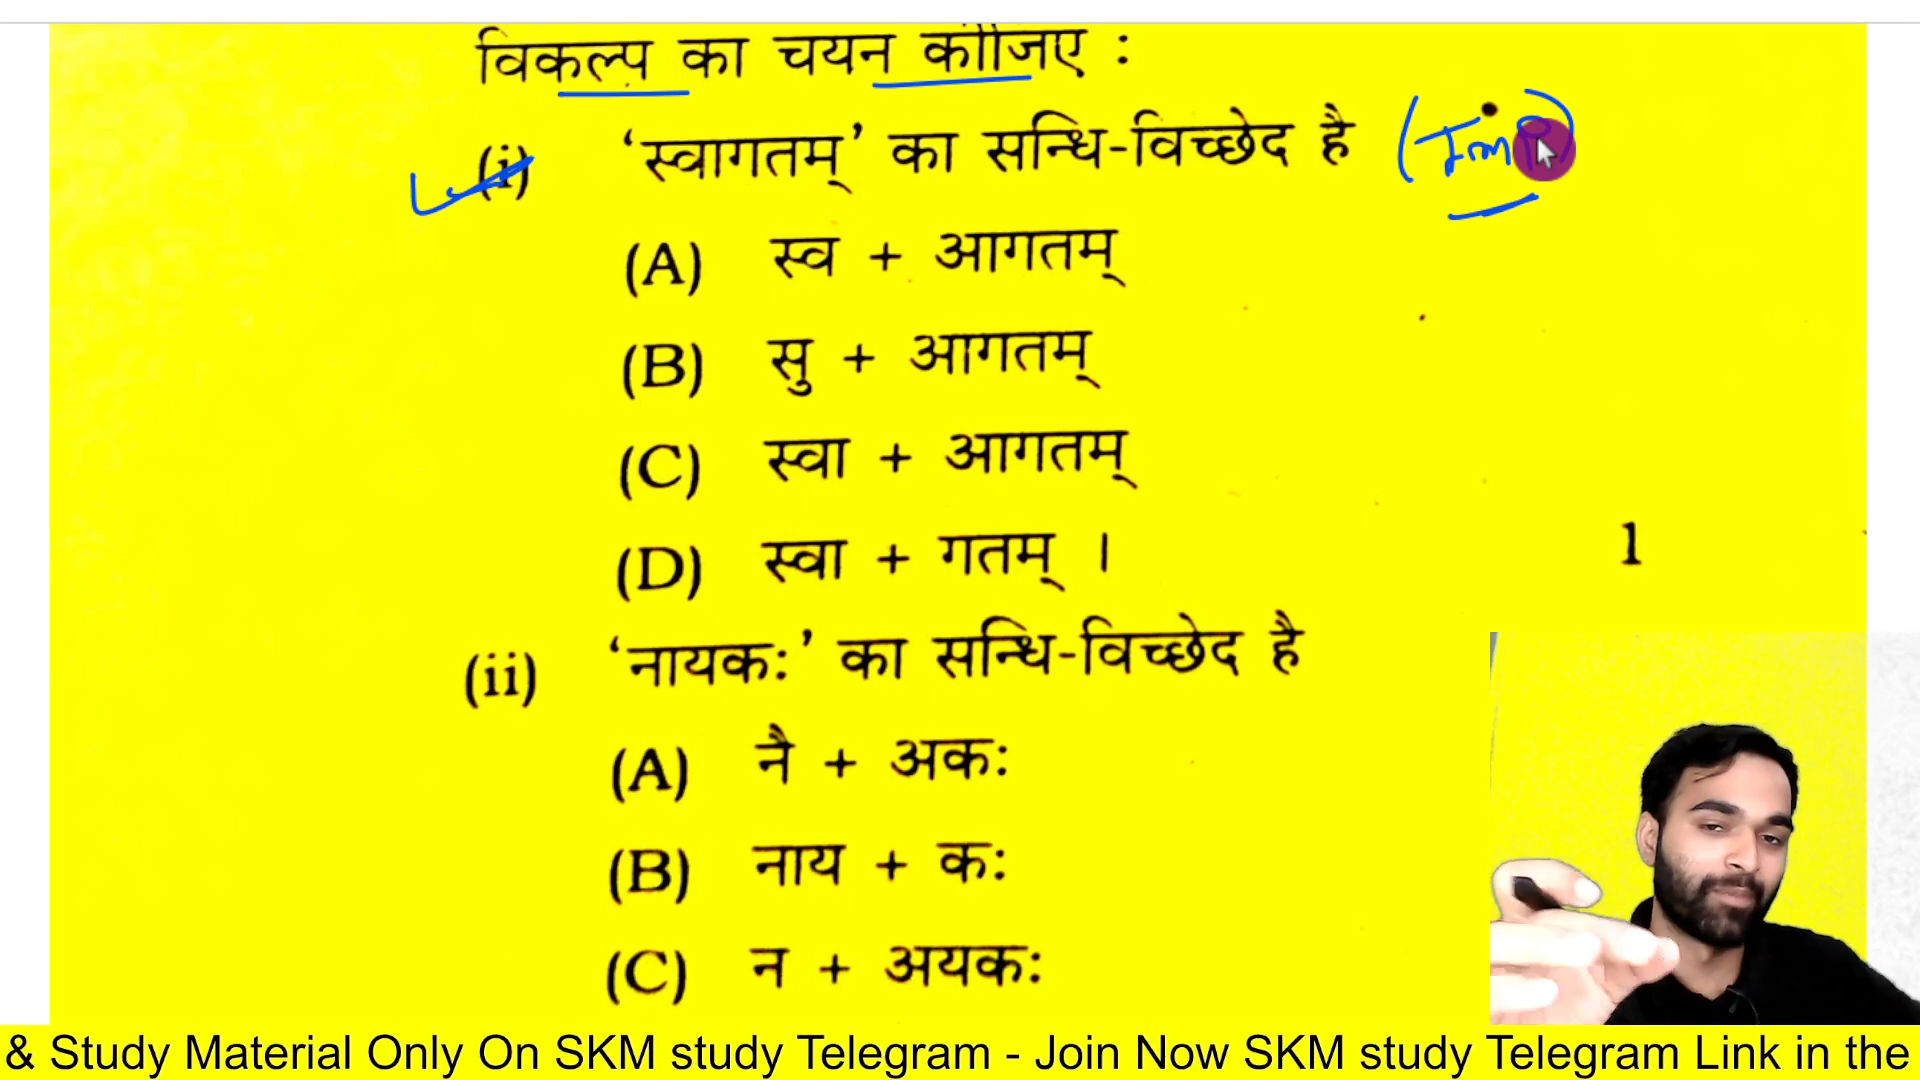 विकल्प का चयन कीजिए :
(i) ‘स्वागतम्’ का सन्धि-विच्छेद है (Imp)
(A) स्व + आगतम्
(B) सु + आगतम्
(C) स्वा + आगतम्
(D) स्वा + गतम् ।
1
(ii) ‘नायकः’ का सन्धि-विच्छेद है
(A) नै + अकः
(B) नाय + कः
(C) न + अयकः
& Study Material Only On SKM study Telegram - Join Now SKM study Telegram Link in the